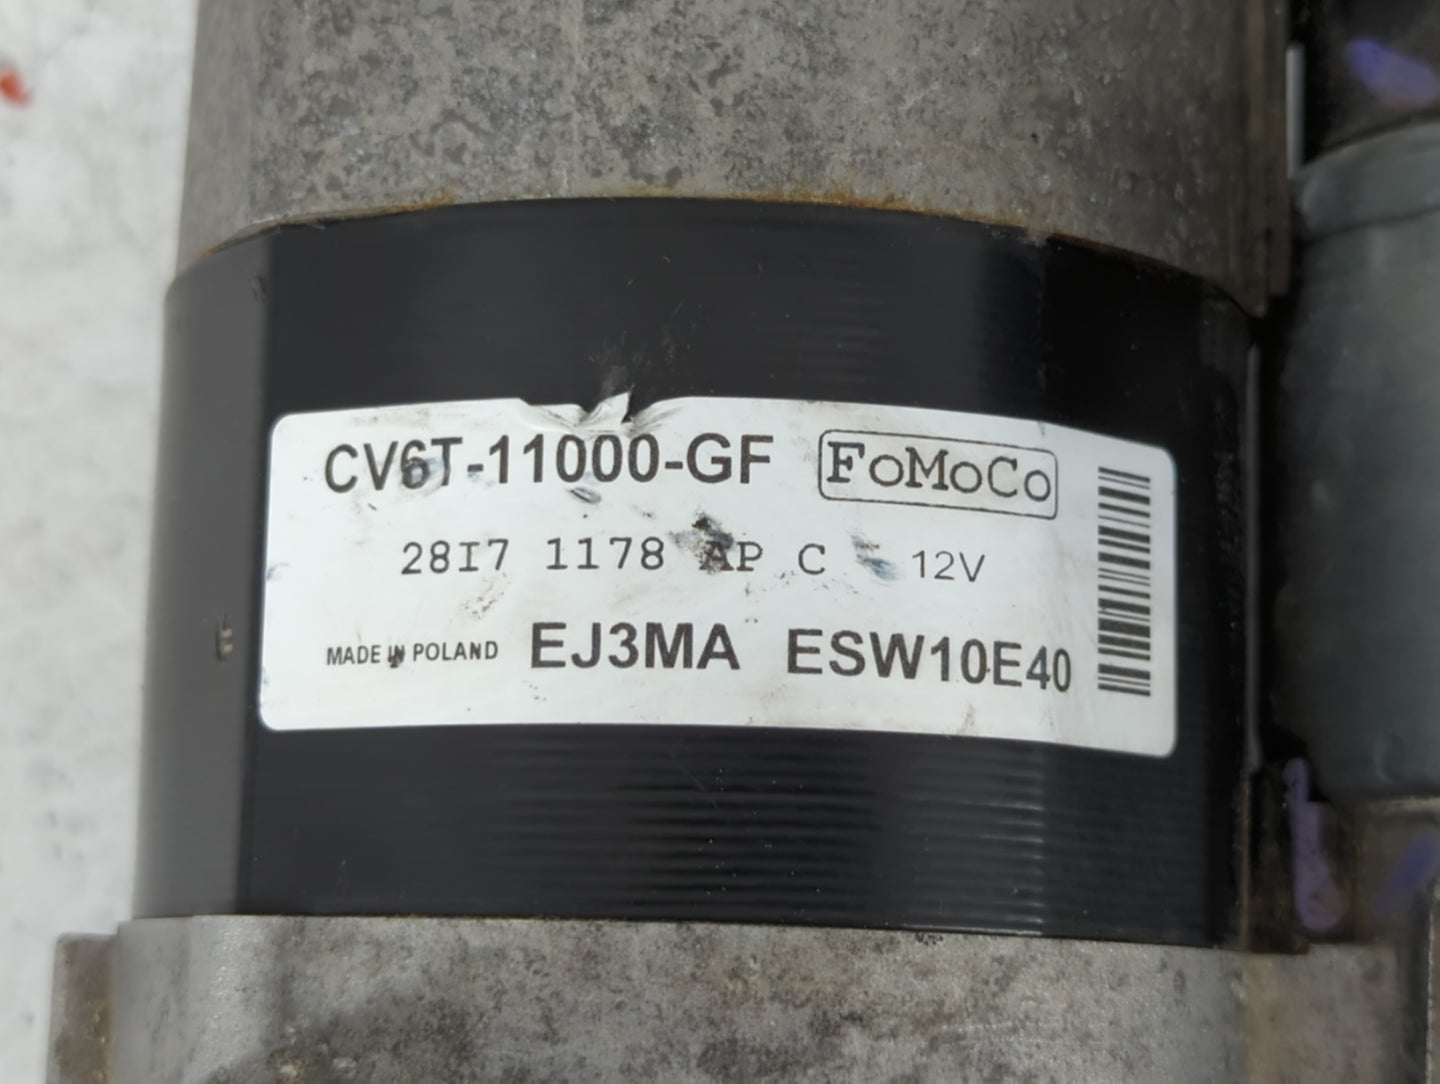 CV6T-11000-GF FoMoCo
28I7 1178 AP C 12V
MADE IN POLAND EJ3MA ESW10E40